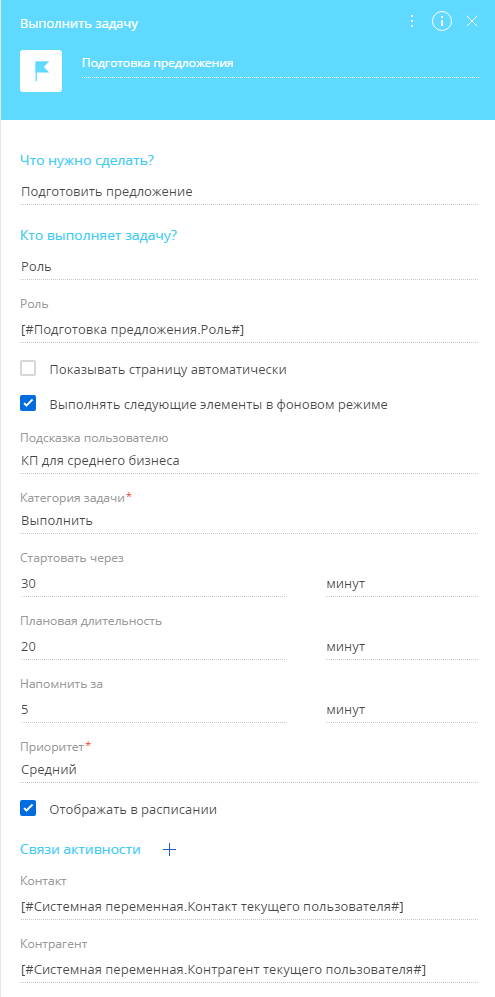 Выполнить задачу
Подготовка предложения
Что нужно сделать?
Подготовить предложение
Кто выполняет задачу?
Роль
Роль
[#Подготовка предложения.Роль#]
Показывать страницу автоматически
Выполнять следующие элементы в фоновом режиме
Подсказка пользователю
КП для среднего бизнеса
Категория задачи*
Выполнить
Стартовать через
30 минут
Плановая длительность
20 минут
Напомнить за
5 минут
Приоритет*
Средний
Отображать в расписании
Связи активности
Контакт
[#Системная переменная.Контакт текущего пользователя#]
Контрагент
[#Системная переменная.Контрагент текущего пользователя#]